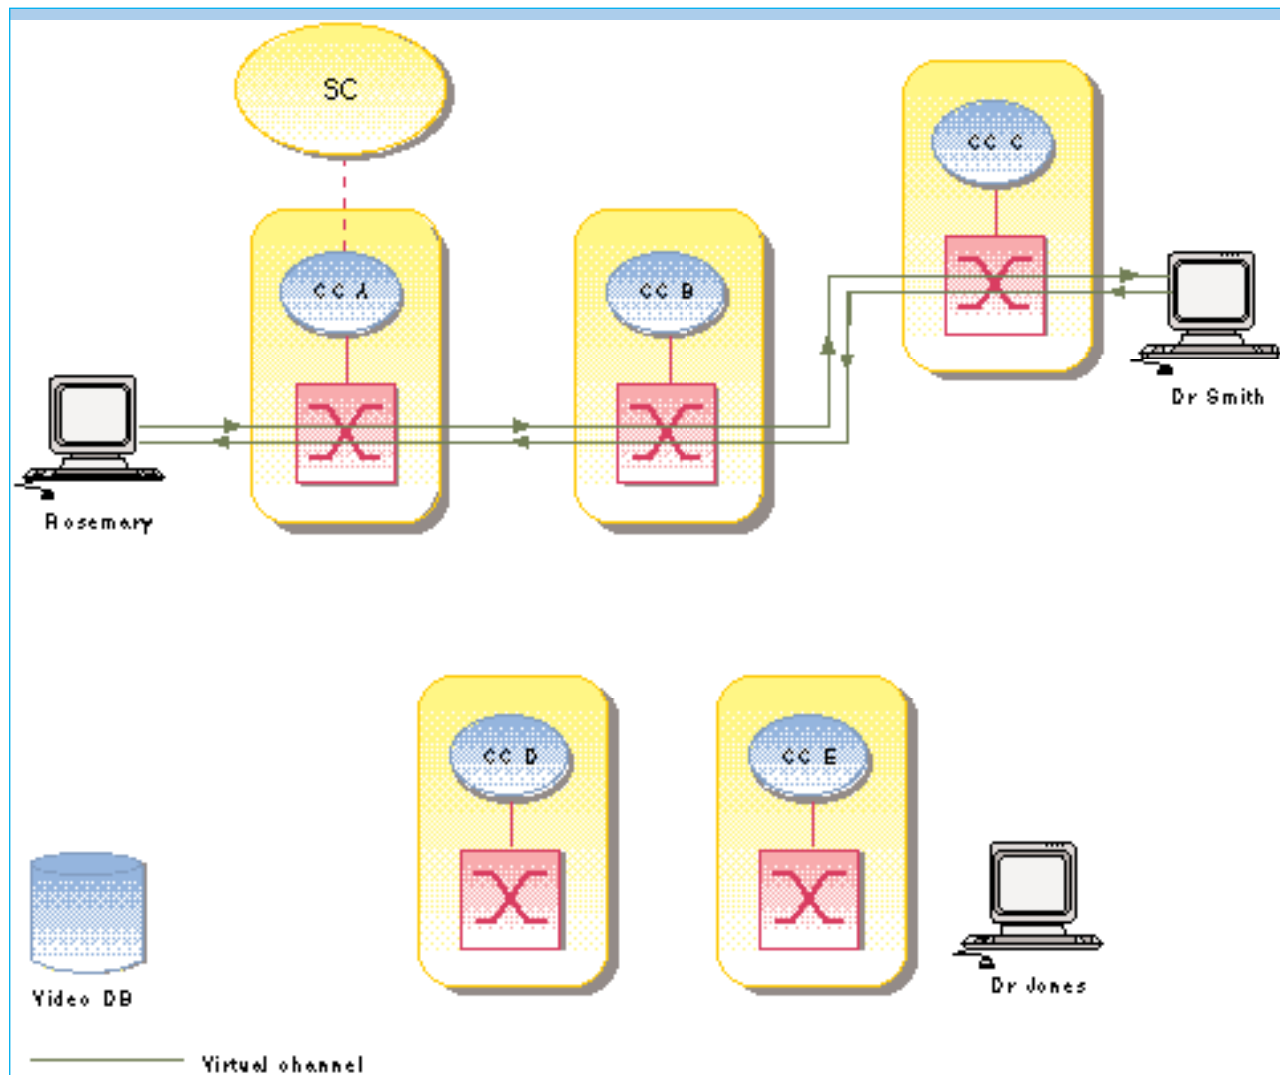 SC
CC C
CC A
CC B
Dr Smith
Rosemary
CC D
CC E
Video DB
Dr Jones
Virtual channel